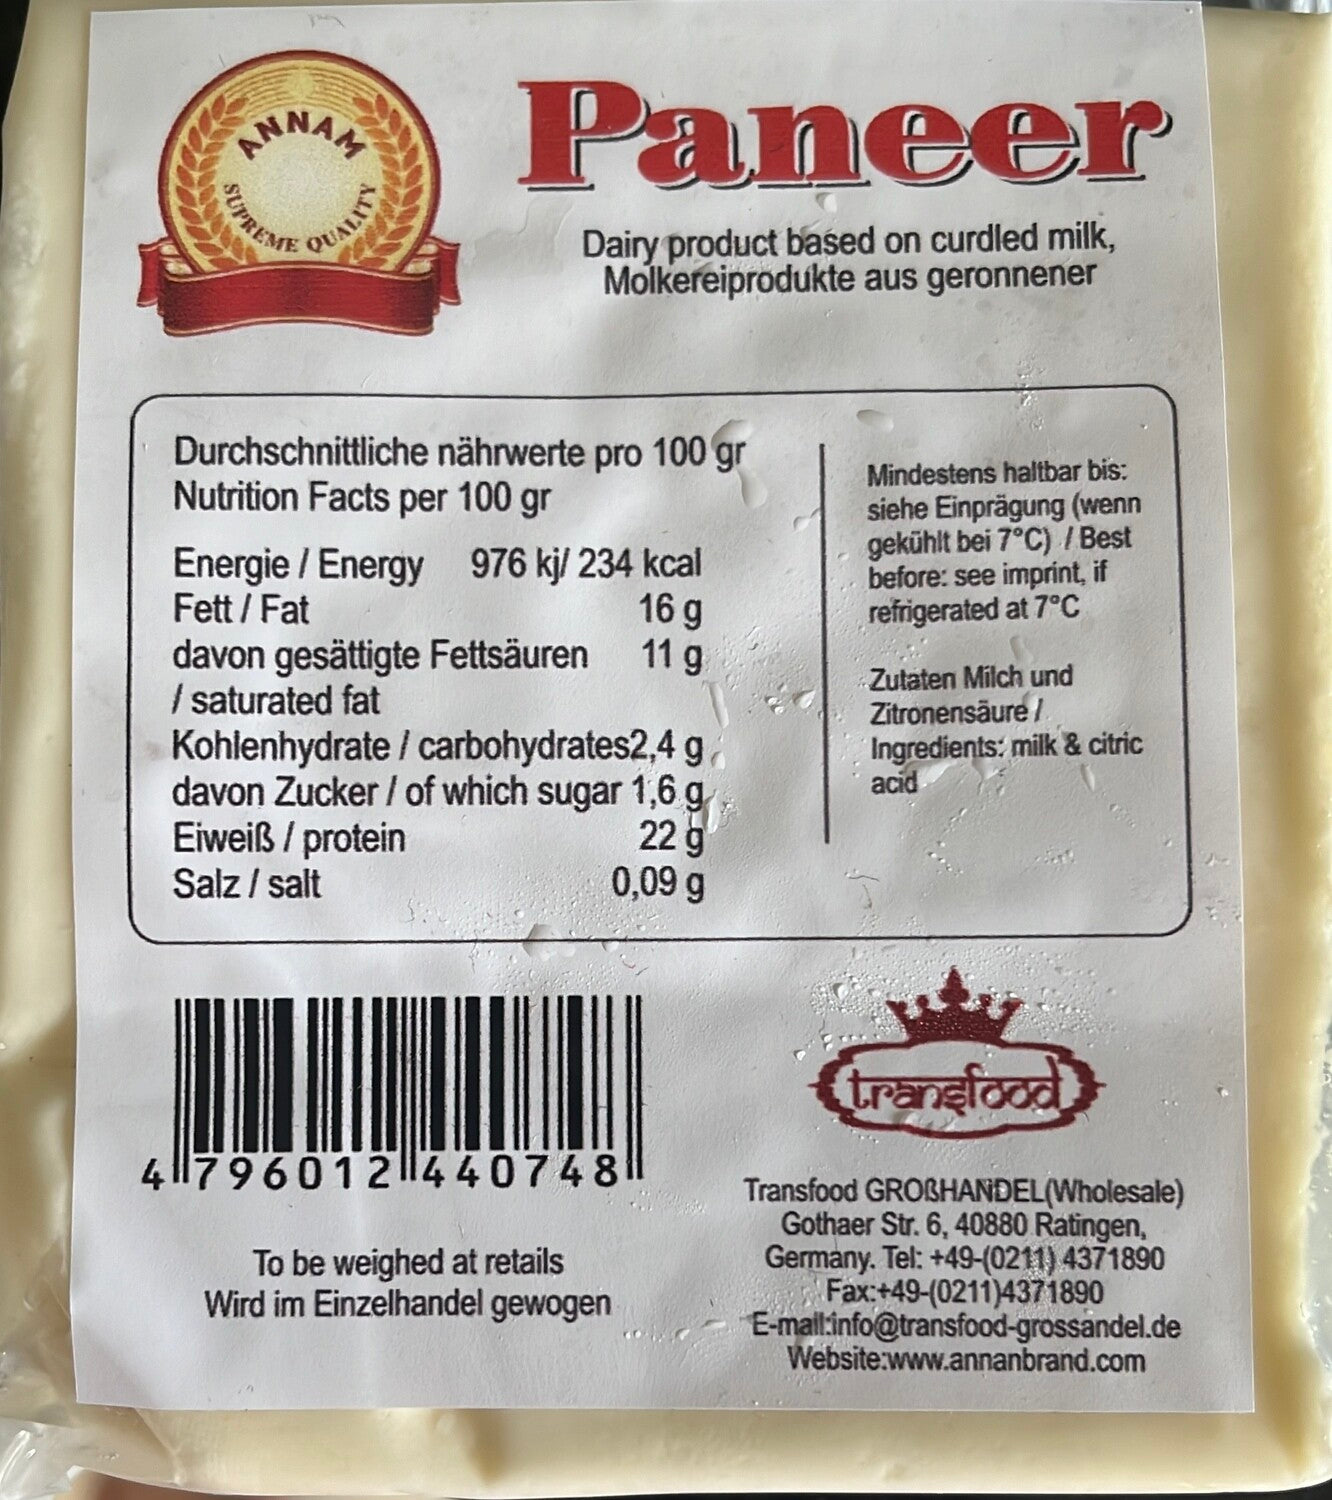 ANNAM
SUPREME QUALITY
Paneer
Dairy product based on curdled milk,
Molkereiprodukte aus geronnener
Durchschnittliche nährwerte pro 100 gr
Nutrition Facts per 100 gr
Energie / Energy 976 kj/ 234 kcal
Fett / Fat 16 g
davon gesättigte Fettsäuren 11 g
/ saturated fat
Kohlenhydrate / carbohydrates2,4 g
davon Zucker / of which sugar 1,6 g
Eiweiß / protein 22 g
Salz / salt 0,09 g
Mindestens haltbar bis:
siehe Einprägung (wenn
gekühlt bei 7°C) / Best
before: see imprint, if
refrigerated at 7°C
Zutaten Milch und
Zitronensäure /
Ingredients: milk & citric
acid
4 796012 440748
To be weighed at retails
Wird im Einzelhandel gewogen
transfood
Transfood GROßHANDEL(Wholesale)
Gothaer Str. 6, 40880 Ratingen,
Germany. Tel: +49-(0211) 4371890
Fax:+49-(0211)4371890
E-mail:info@transfood-grossandel.de
Website:www.annanbrand.com